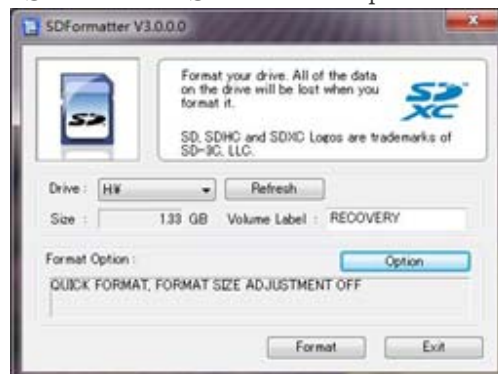 SDFormatter V3.0.0.0
Format your drive. All of the data
on the drive will be lost when you
format it.
SD, SDHC and SDXC Logos are trademarks of
SD-3C, LLC.
SD
SD
XC
Drive : H¥ Refresh
Size : 1.33 GB Volume Label : RECOVERY
Format Option :
Option
QUICK FORMAT, FORMAT SIZE ADJUSTMENT OFF
Format Exit